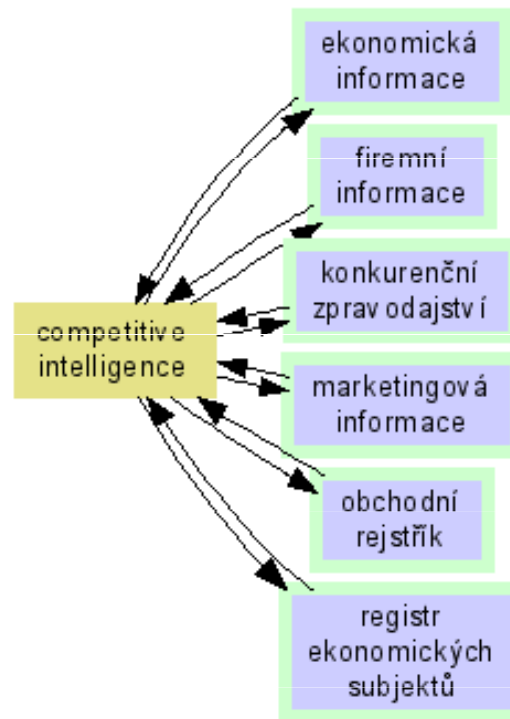 ekonomická
informace
firemní
informace
konkurenční
zpravodajství
competitive
intelligence
marketingová
informace
obchodní
rejstřík
registr
ekonomických
subjektů